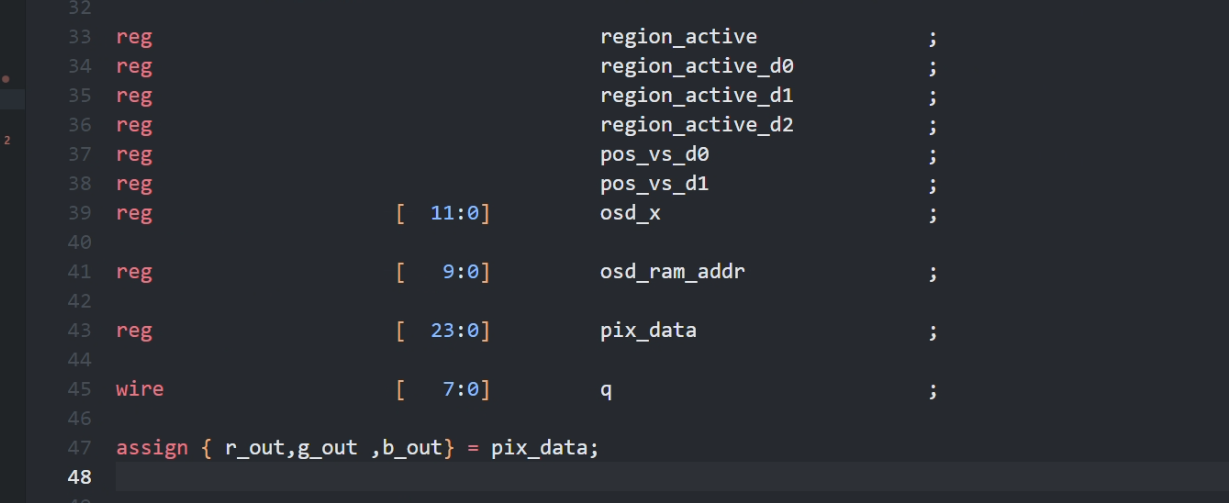 32
33 reg region_active ;
34 reg region_active_d0 ;
35 reg region_active_d1 ;
36 reg region_active_d2 ;
37 reg pos_vs_d0 ;
38 reg pos_vs_d1 ;
39 reg [ 11:0] osd_x ;
40
41 reg [ 9:0] osd_ram_addr ;
42
43 reg [ 23:0] pix_data ;
44
2
45 wire [ 7:0] q ;
46
47 assign { r_out,g_out ,b_out} = pix_data;
48